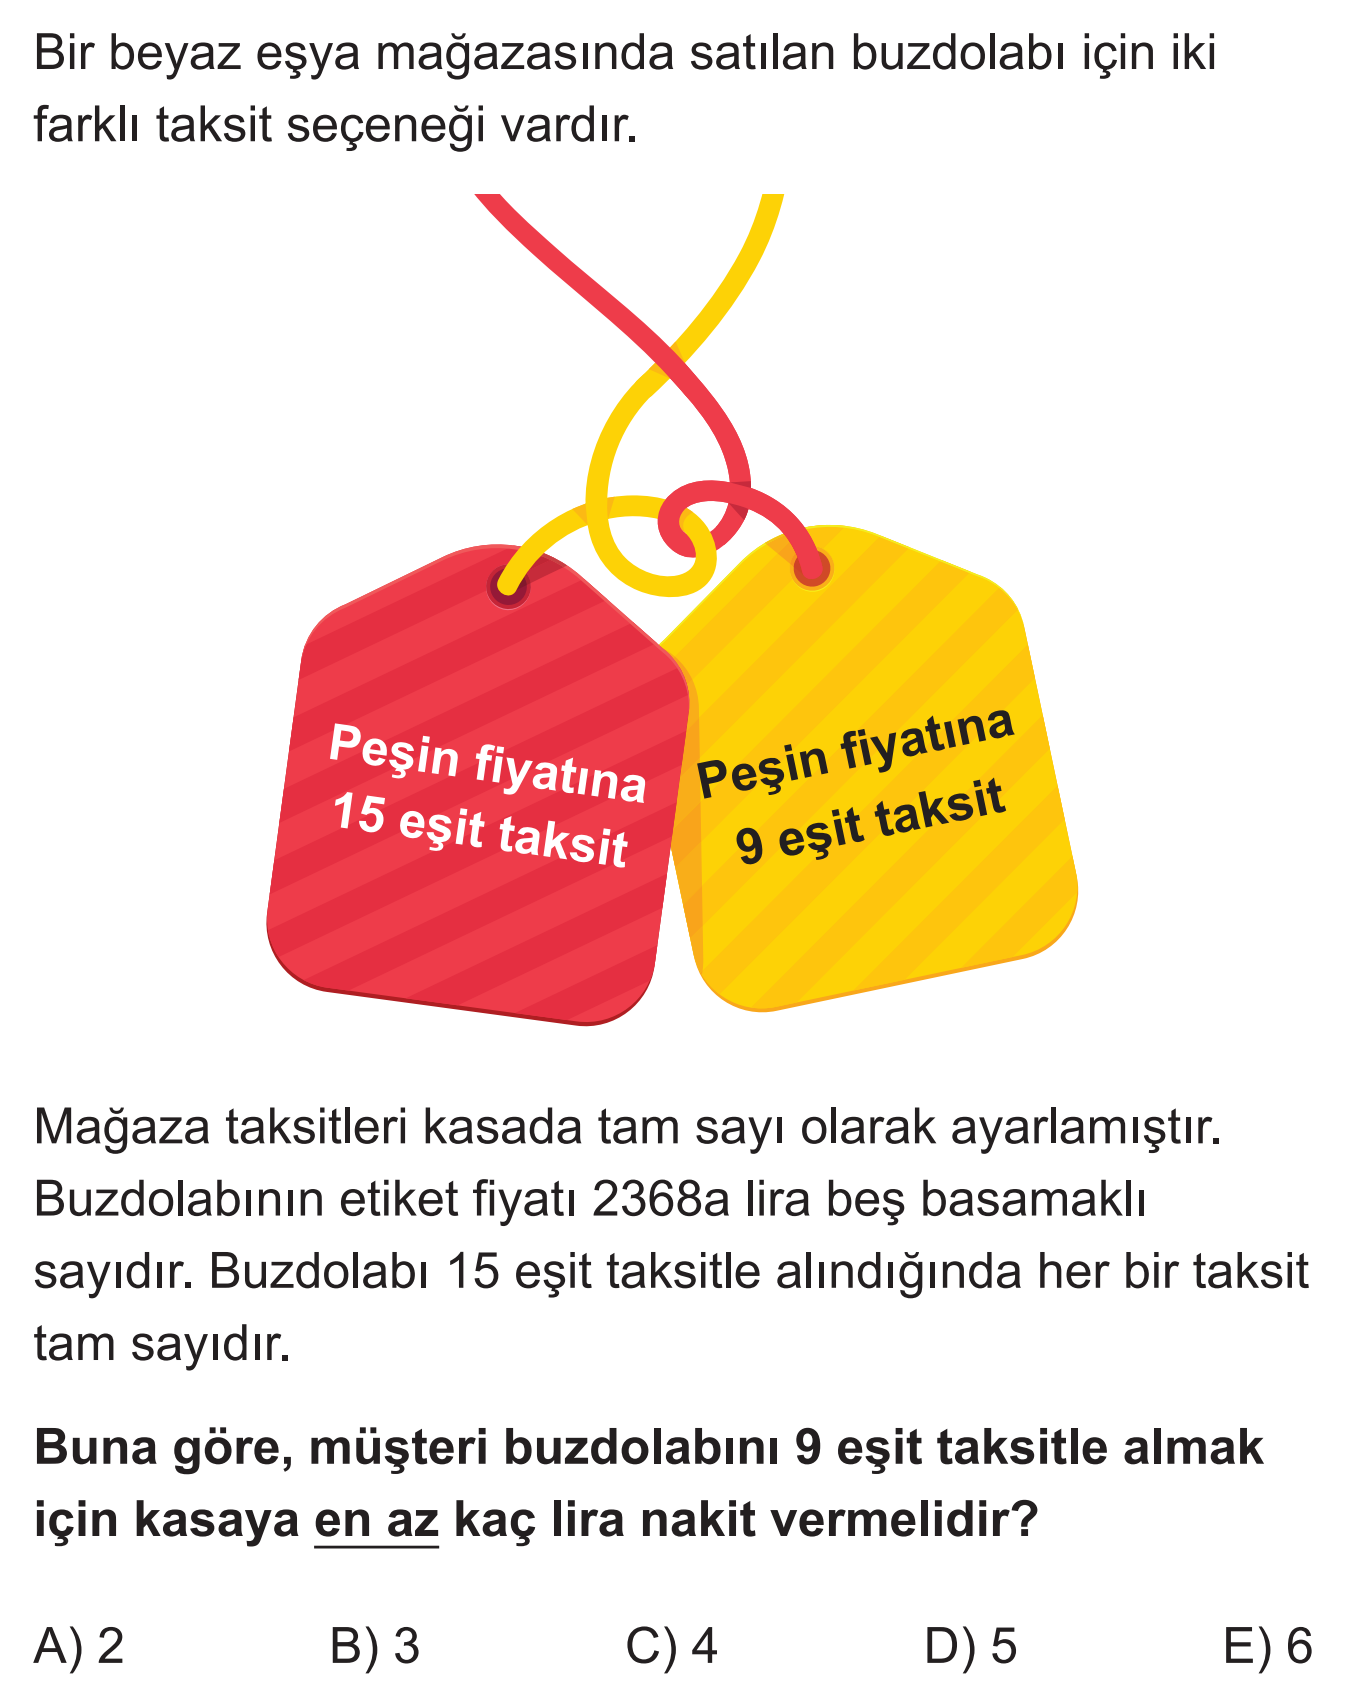 Bir beyaz eşya mağazasında satılan buzdolabı için iki
farklı taksit seçeneği vardır.
Peşin fiyatına
15 eşit taksit
Peşin fiyatına
9 eşit taksit
Mağaza taksitleri kasada tam sayı olarak ayarlamıştır.
Buzdolabının etiket fiyatı 2368a lira beş basamaklı
sayıdır. Buzdolabı 15 eşit taksitle alındığında her bir taksit
tam sayıdır.
Buna göre, müşteri buzdolabını 9 eşit taksitle almak
için kasaya en az kaç lira nakit vermelidir?
A) 2 B) 3 C) 4 D) 5 E) 6